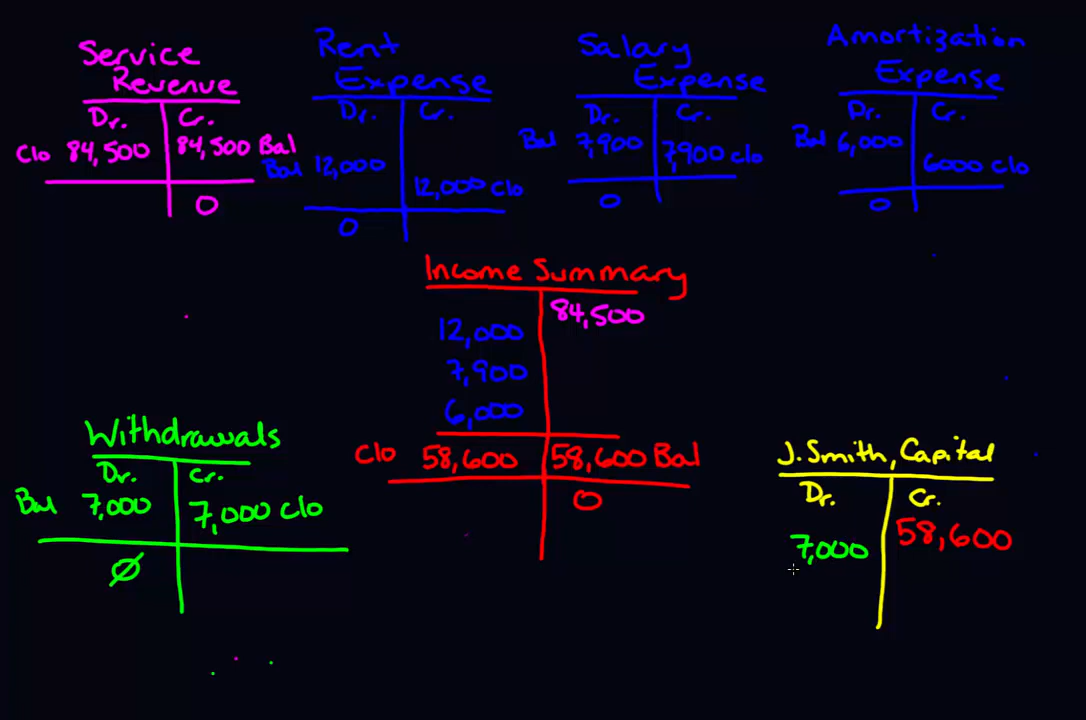 Service
Revenue
Dr. Cr.
Clo 84,500 84,500 Bal
0
Rent
Expense
Dr. Cr.
Bal 12,000
12,000 Clo
0
Salary
Expense
Dr. Cr.
Bal 7,900 7,900 Clo
0
Amortization
Expense
Dr. Cr.
Bal 6,000
6000 Clo
0
Income Summary
84,500
12,000
7,900
6,000
Clo 58,600 58,600 Bal
0
Withdrawals
Dr. Cr.
Bal 7,000 7,000 Clo
0
J. Smith, Capital
Dr. Cr.
7,000 58,600